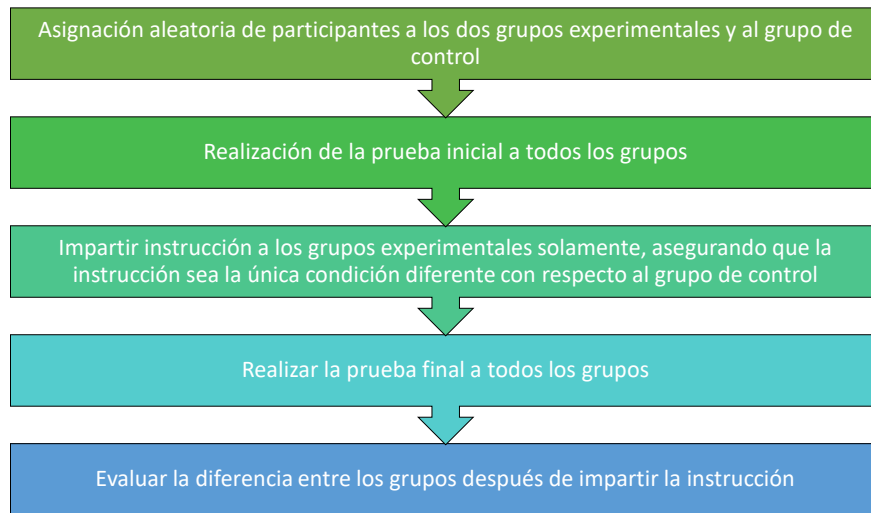 Asignación aleatoria de participantes a los dos grupos experimentales y al grupo de
control
Realización de la prueba inicial a todos los grupos
Impartir instrucción a los grupos experimentales solamente, asegurando que la
instrucción sea la única condición diferente con respecto al grupo de control
Realizar la prueba final a todos los grupos
Evaluar la diferencia entre los grupos después de impartir la instrucción